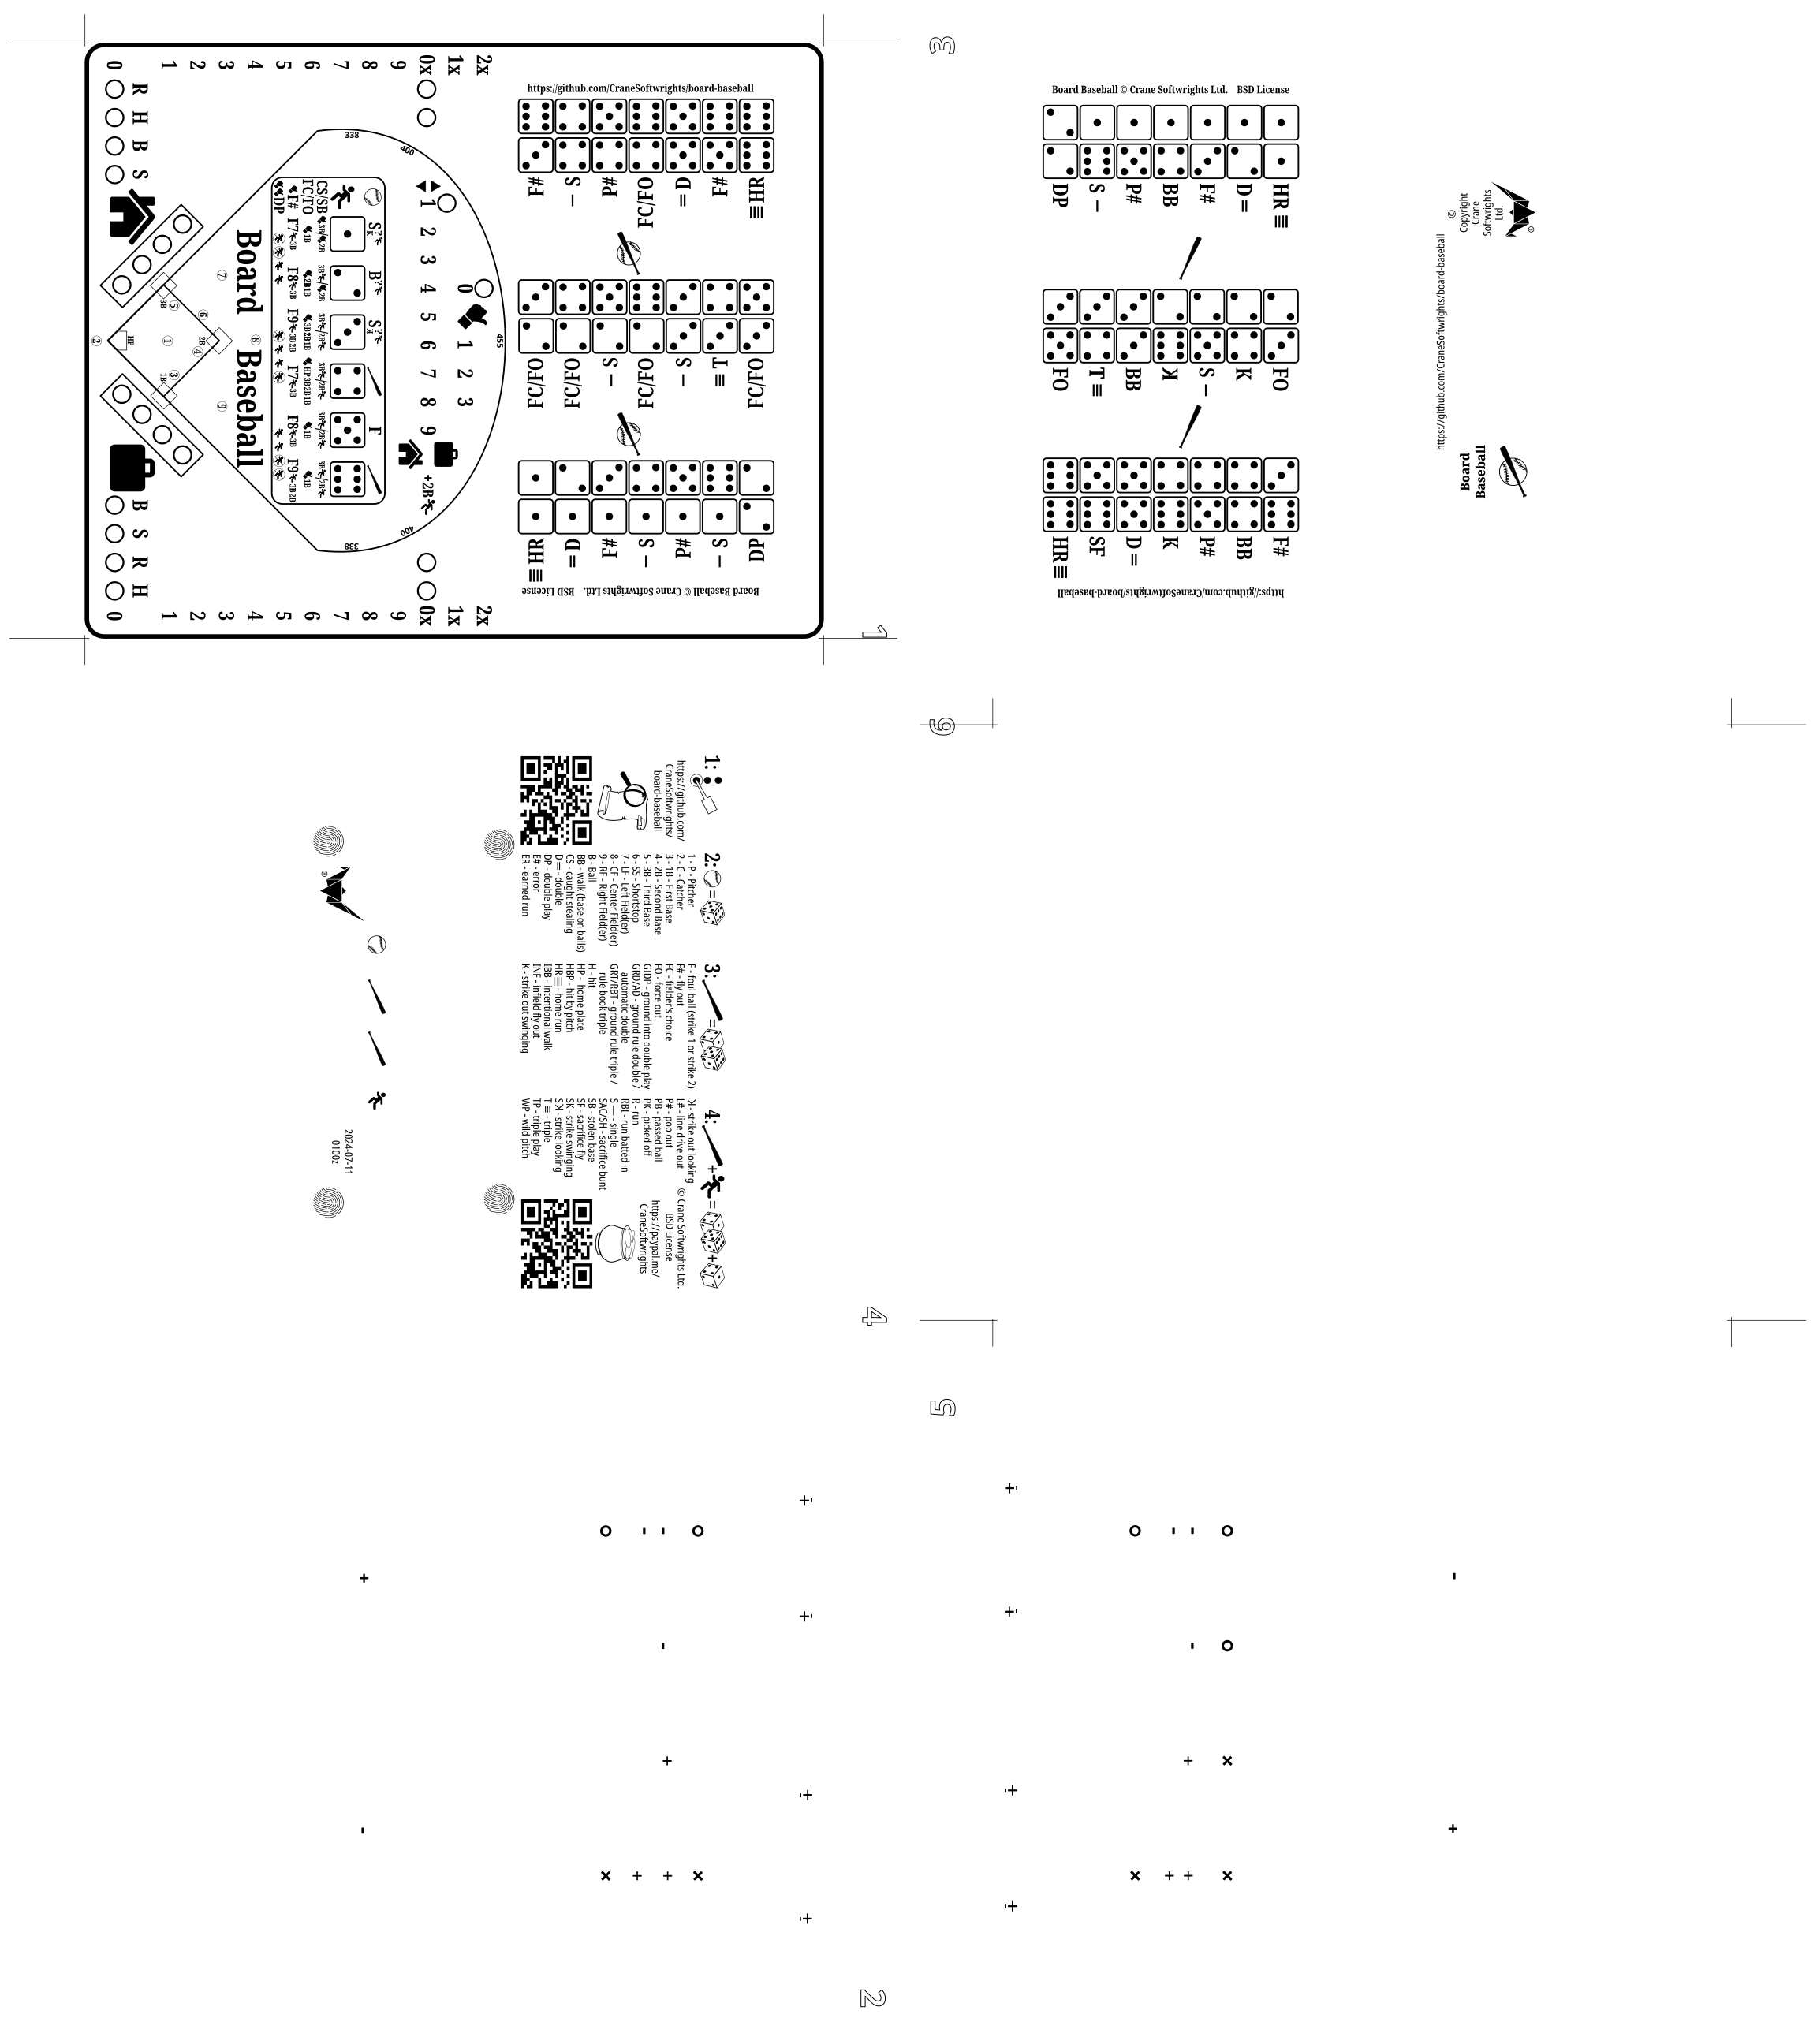 0 1 2 3 4 5 6 7 8 9 0x 1x 2x
R
H
B
S
https://github.com/CraneSoftwrights/board-baseball
338
400
455
400
338
1 2 3 4 5 6 7 8 9
0 1 2 3
+2B
Board Baseball
CS/SB
FC/FO
F#
DP
HP
1B
2B
3B
① ② ③ ④ ⑤ ⑥ ⑦ ⑧ ⑨
F7
F8
F9
F7
F8
F9
F
B
S
R
H
0 1 2 3 4 5 6 7 8 9 0x 1x 2x
HR ≡
F#
D =
FC/FO
P#
S –
F#
FC/FO
T ≡
S –
FC/FO
S –
FC/FO
FC/FO
DP
S –
P#
S –
F#
D =
HR
Board Baseball © Crane Softwrights Ltd. BSD License
1
3
Board Baseball © Crane Softwrights Ltd. BSD License
HR
D =
F#
BB
P#
S –
DP
FO
K
S –
ꓘ
BB
T ≡
FO
F#
BB
P#
K
D =
SF
HR
https://github.com/CraneSoftwrights/board-baseball
©
Copyright
Crane
Softwrights
Ltd.
®
https://github.com/CraneSoftwrights/board-baseball
Board
Baseball
6
1:
https://github.com/
CraneSoftwrights/
board-baseball
2: =
1 - P - Pitcher
2 - C - Catcher
3 - 1B - First Base
4 - 2B - Second Base
5 - 3B - Third Base
6 - SS - Shortstop
7 - LF - Left Field(er)
8 - CF - Center Field(er)
9 - RF - Right Field(er)
B - Ball
BB - walk (base on balls)
CS - caught stealing
D = - double
DP - double play
E# - error
ER - earned run
3: =
F - foul ball (strike 1 or strike 2)
F# - fly out
FC - fielder's choice
FO - force out
GIDP - ground into double play
GRD/AD - ground rule double /
automatic double
GRT/RBT - ground rule triple /
rule book triple
H - hit
HP - home plate
HBP - hit by pitch
HR - home run
IBB - intentional walk
INF - infield fly out
K - strike out swinging
4: + = +
ꓘ - strike out looking
L# - line drive out
P# - pop out
PB - passed ball
PK - picked off
R - run
RBI - run batted in
S — - single
SAC/SH - sacrifice bunt
SB - stolen base
SF - sacrifice fly
SK - strike swinging
Sꓘ - strike looking
T ≡ - triple
TP - triple play
WP - wild pitch
© Crane Softwrights Ltd.
BSD License
https://paypal.me/
CraneSoftwrights
®
2024-07-11
0100z
4
5
2